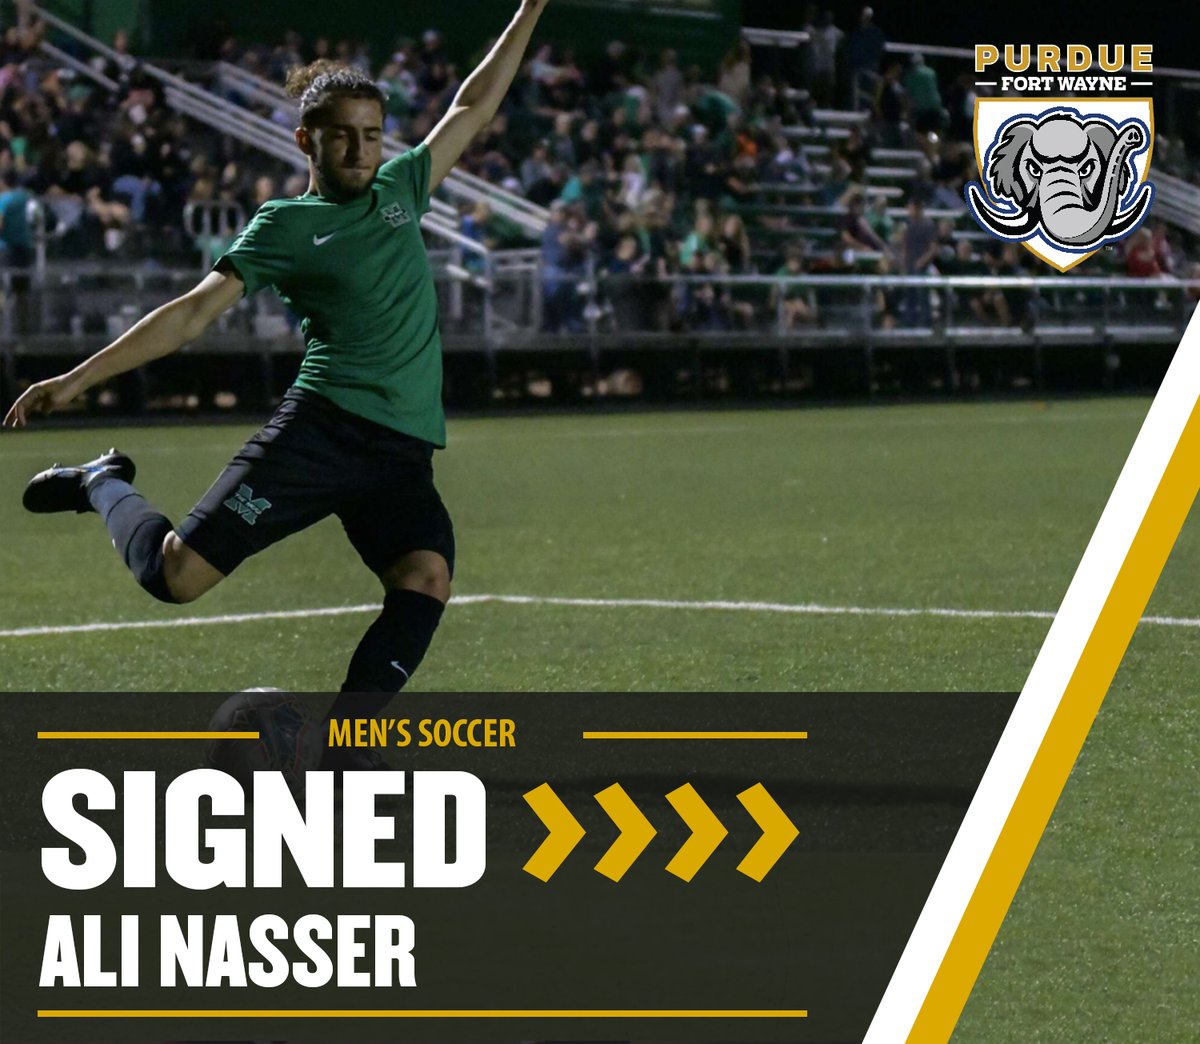 PURDUE
FORT WAYNE
M
M
MEN'S SOCCER
SIGNED
ALI NASSER